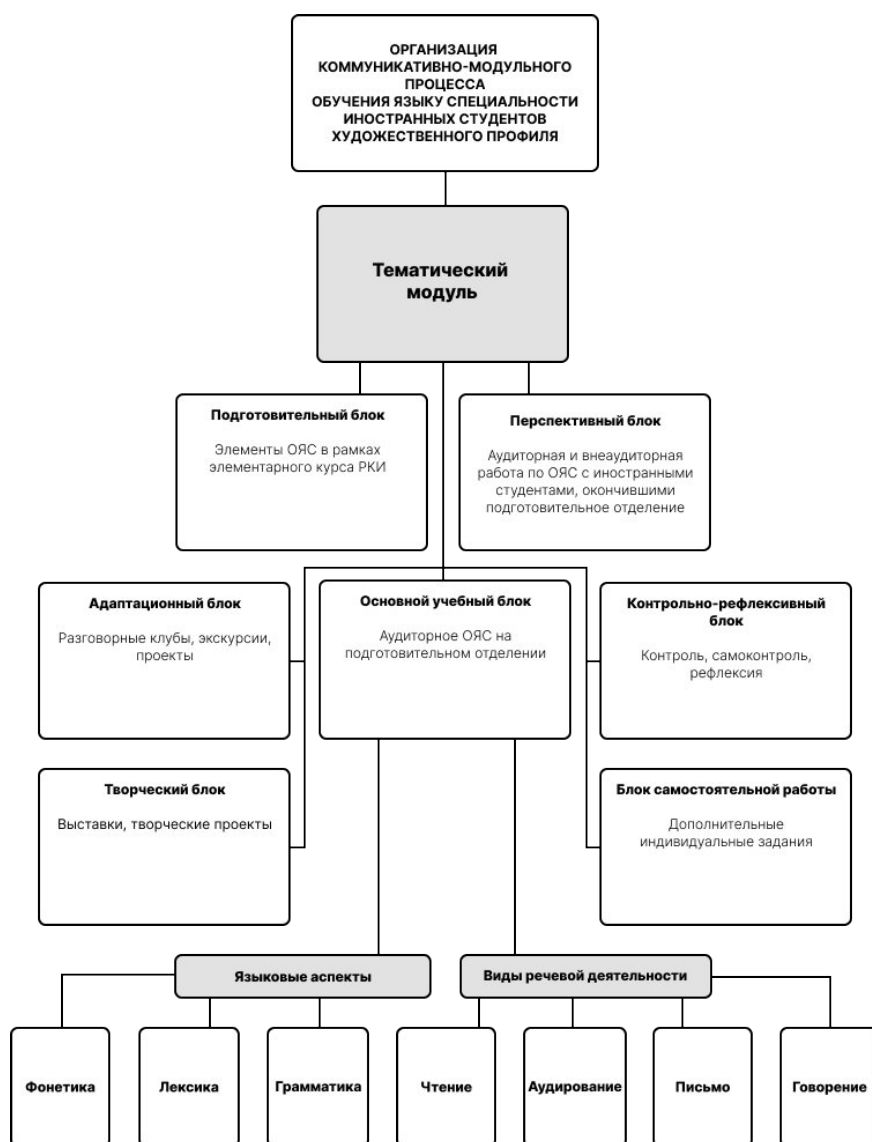 ОРГАНИЗАЦИЯ
КОММУНИКАТИВНО-МОДУЛЬНОГО
ПРОЦЕССА
ОБУЧЕНИЯ ЯЗЫКУ СПЕЦИАЛЬНОСТИ
ИНОСТРАННЫХ СТУДЕНТОВ
ХУДОЖЕСТВЕННОГО ПРОФИЛЯ
Тематический
модуль
Подготовительный блок
Элементы ОЯС в рамках
элементарного курса РКИ
Перспективный блок
Аудиторная и внеаудиторная
работа по ОЯС с иностранными
студентами, окончившими
подготовительное отделение
Адаптационный блок
Разговорные клубы, экскурсии,
проекты
Основной учебный блок
Аудиторное ОЯС на
подготовительном отделении
Контрольно-рефлексивный
блок
Контроль, самоконтроль,
рефлексия
Творческий блок
Выставки, творческие проекты
Блок самостоятельной работы
Дополнительные
индивидуальные задания
Языковые аспекты
Виды речевой деятельности
Фонетика
Лексика
Грамматика
Чтение
Аудирование
Письмо
Говорение